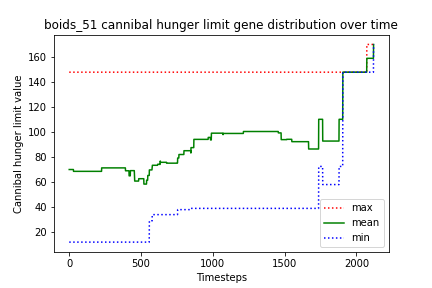 boids_51 cannibal hunger limit gene distribution over time
Cannibal hunger limit value
160
140
120
100
80
60
40
20
0
500
1000
1500
2000
Timesteps
max
mean
min